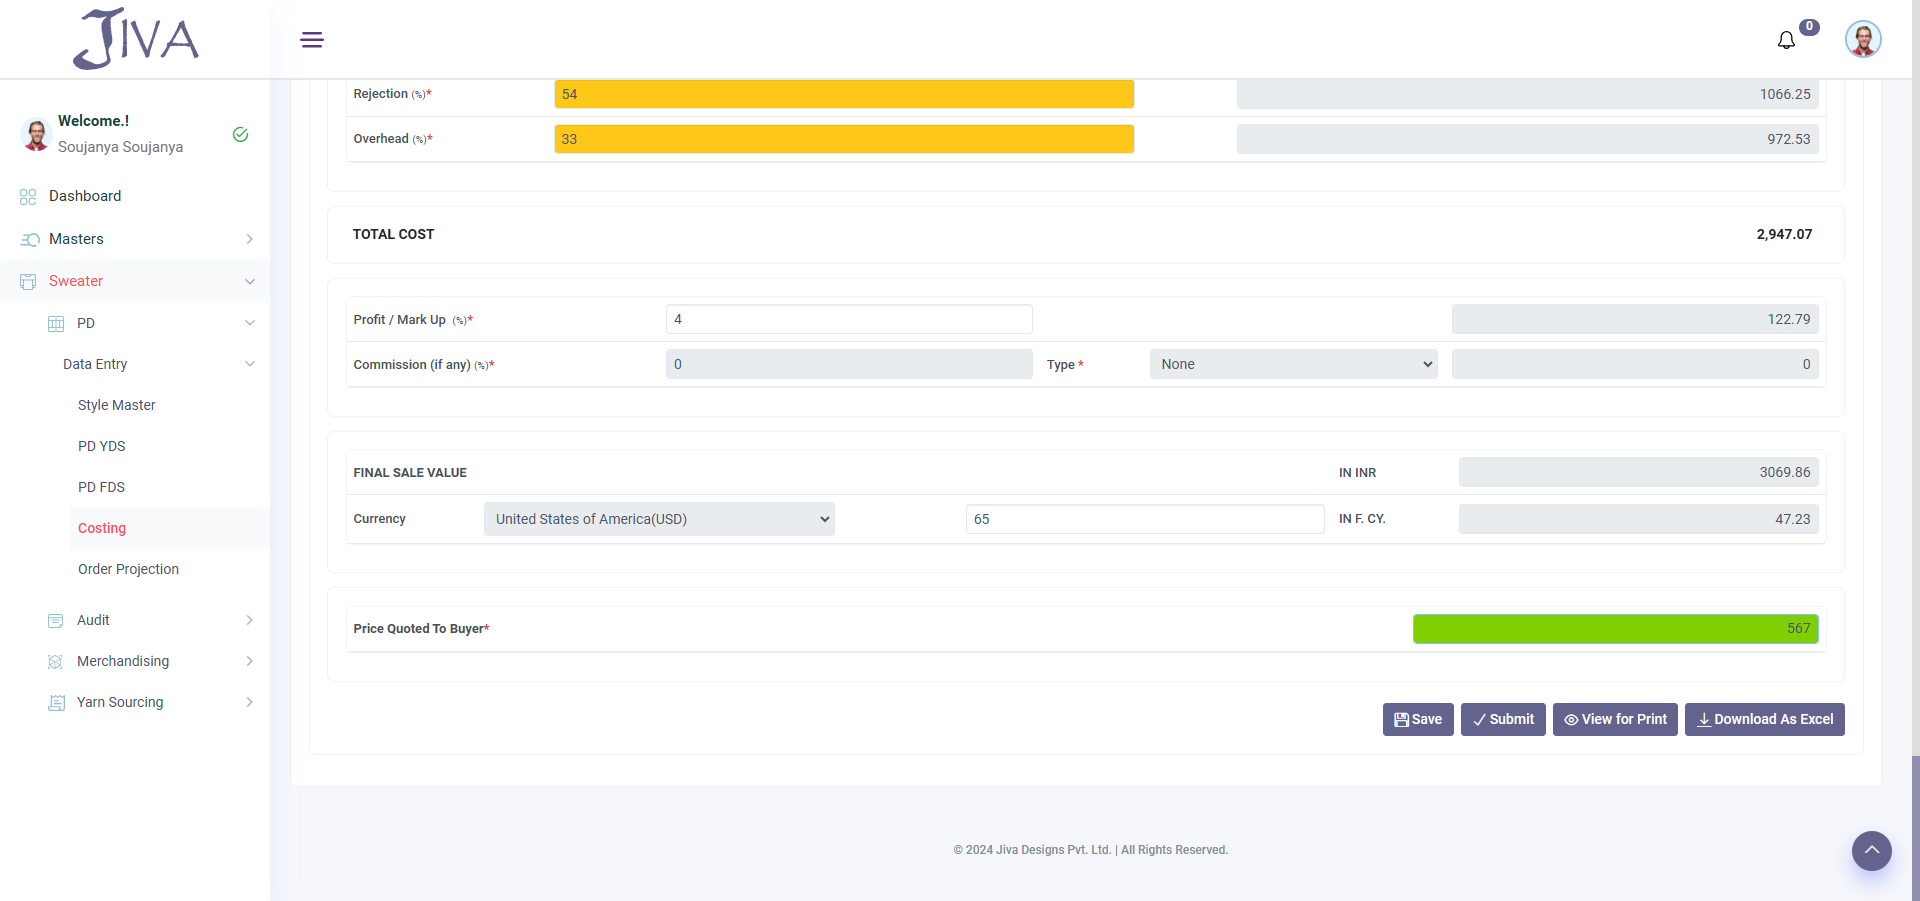 JIVA
0
Welcome.!
Soujanya Soujanya
Dashboard
Masters
Sweater
PD
Data Entry
Style Master
PD YDS
PD FDS
Costing
Order Projection
Audit
Merchandising
Yarn Sourcing
Rejection (%)* 54 1066.25
Overhead (%)* 33 972.53
TOTAL COST 2,947.07
Profit / Mark Up (%)* 4 122.79
Commission (if any) (%)* 0 Type * None 0
FINAL SALE VALUE IN INR 3069.86
Currency United States of America(USD) 65 IN F. CY. 47.23
Price Quoted To Buyer* 567
Save Submit View for Print Download As Excel
© 2024 Jiva Designs Pvt. Ltd. | All Rights Reserved.